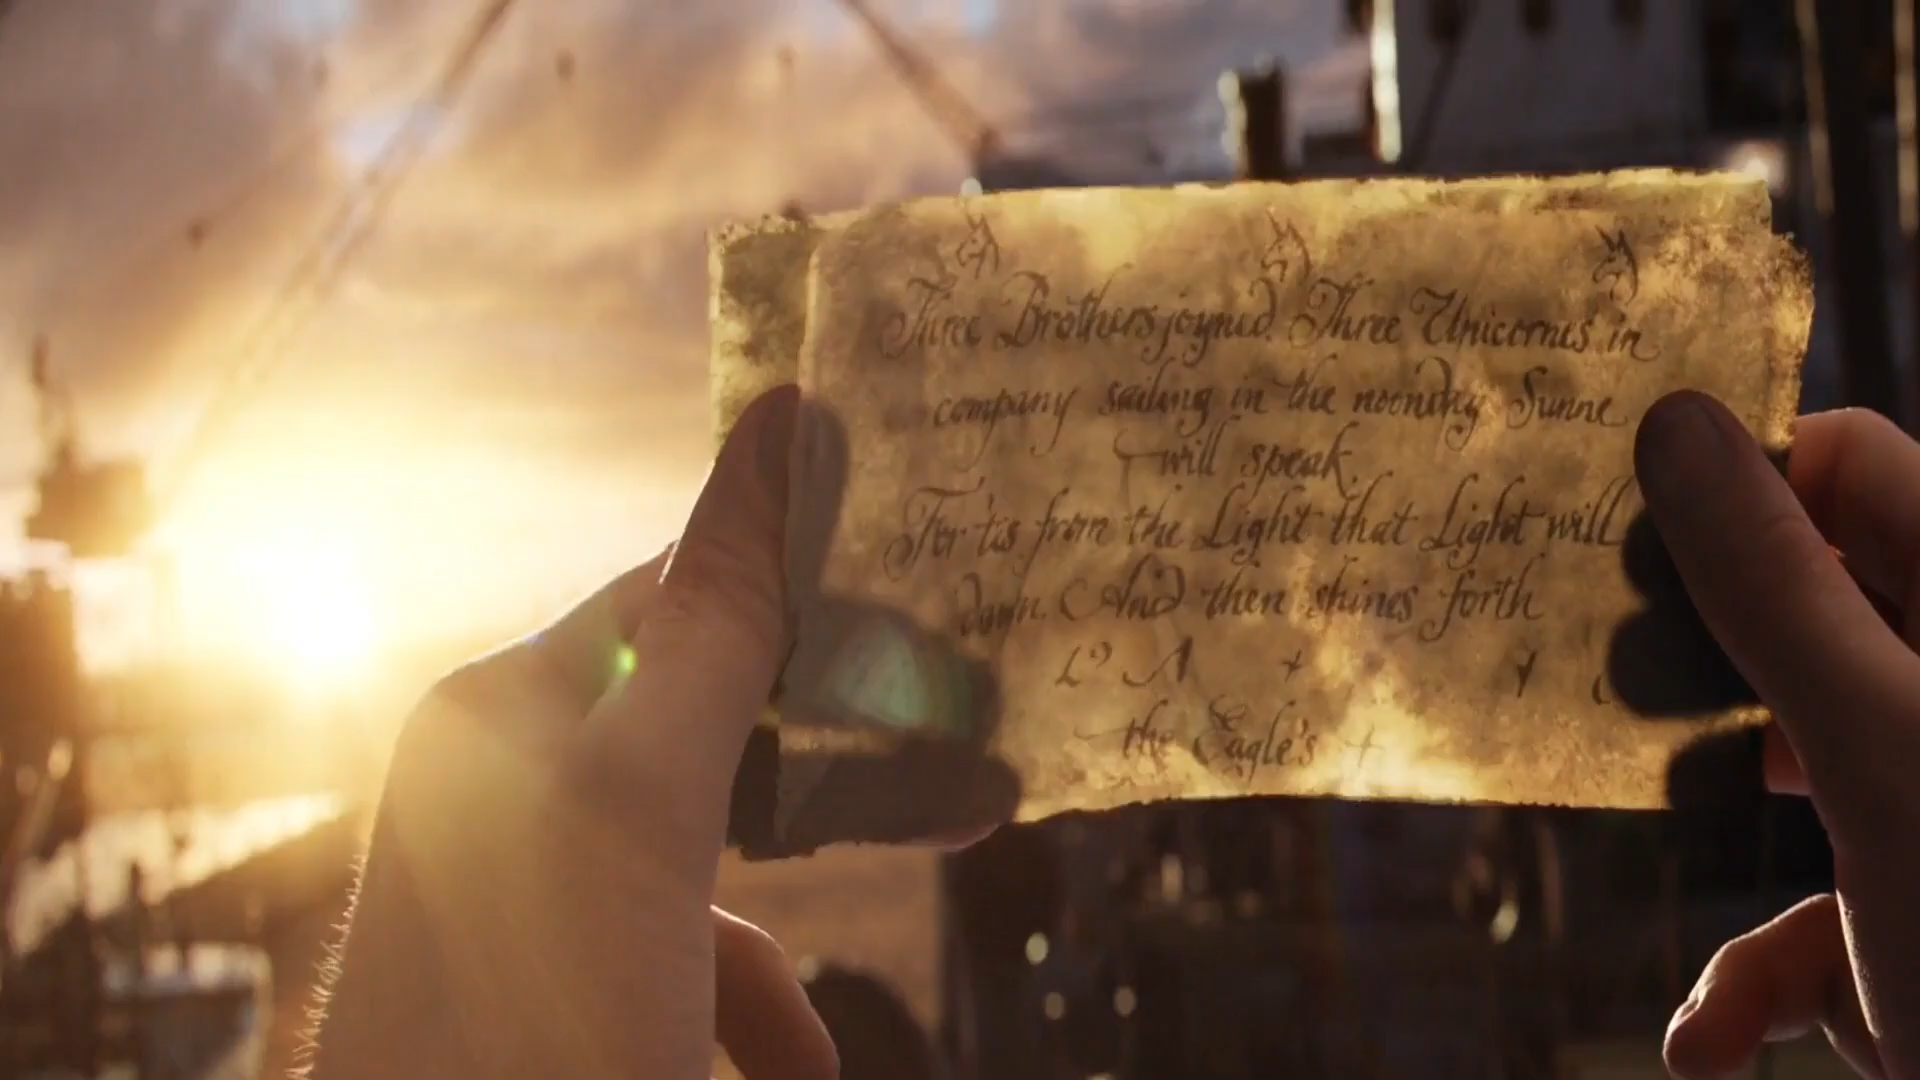 Three Brothers joyned. Three Unicornes in
company sailing in the noonday Sunne
will speak.
For 'tis from the Light that Light will
dawn. And then shines forth
the Eagle's +